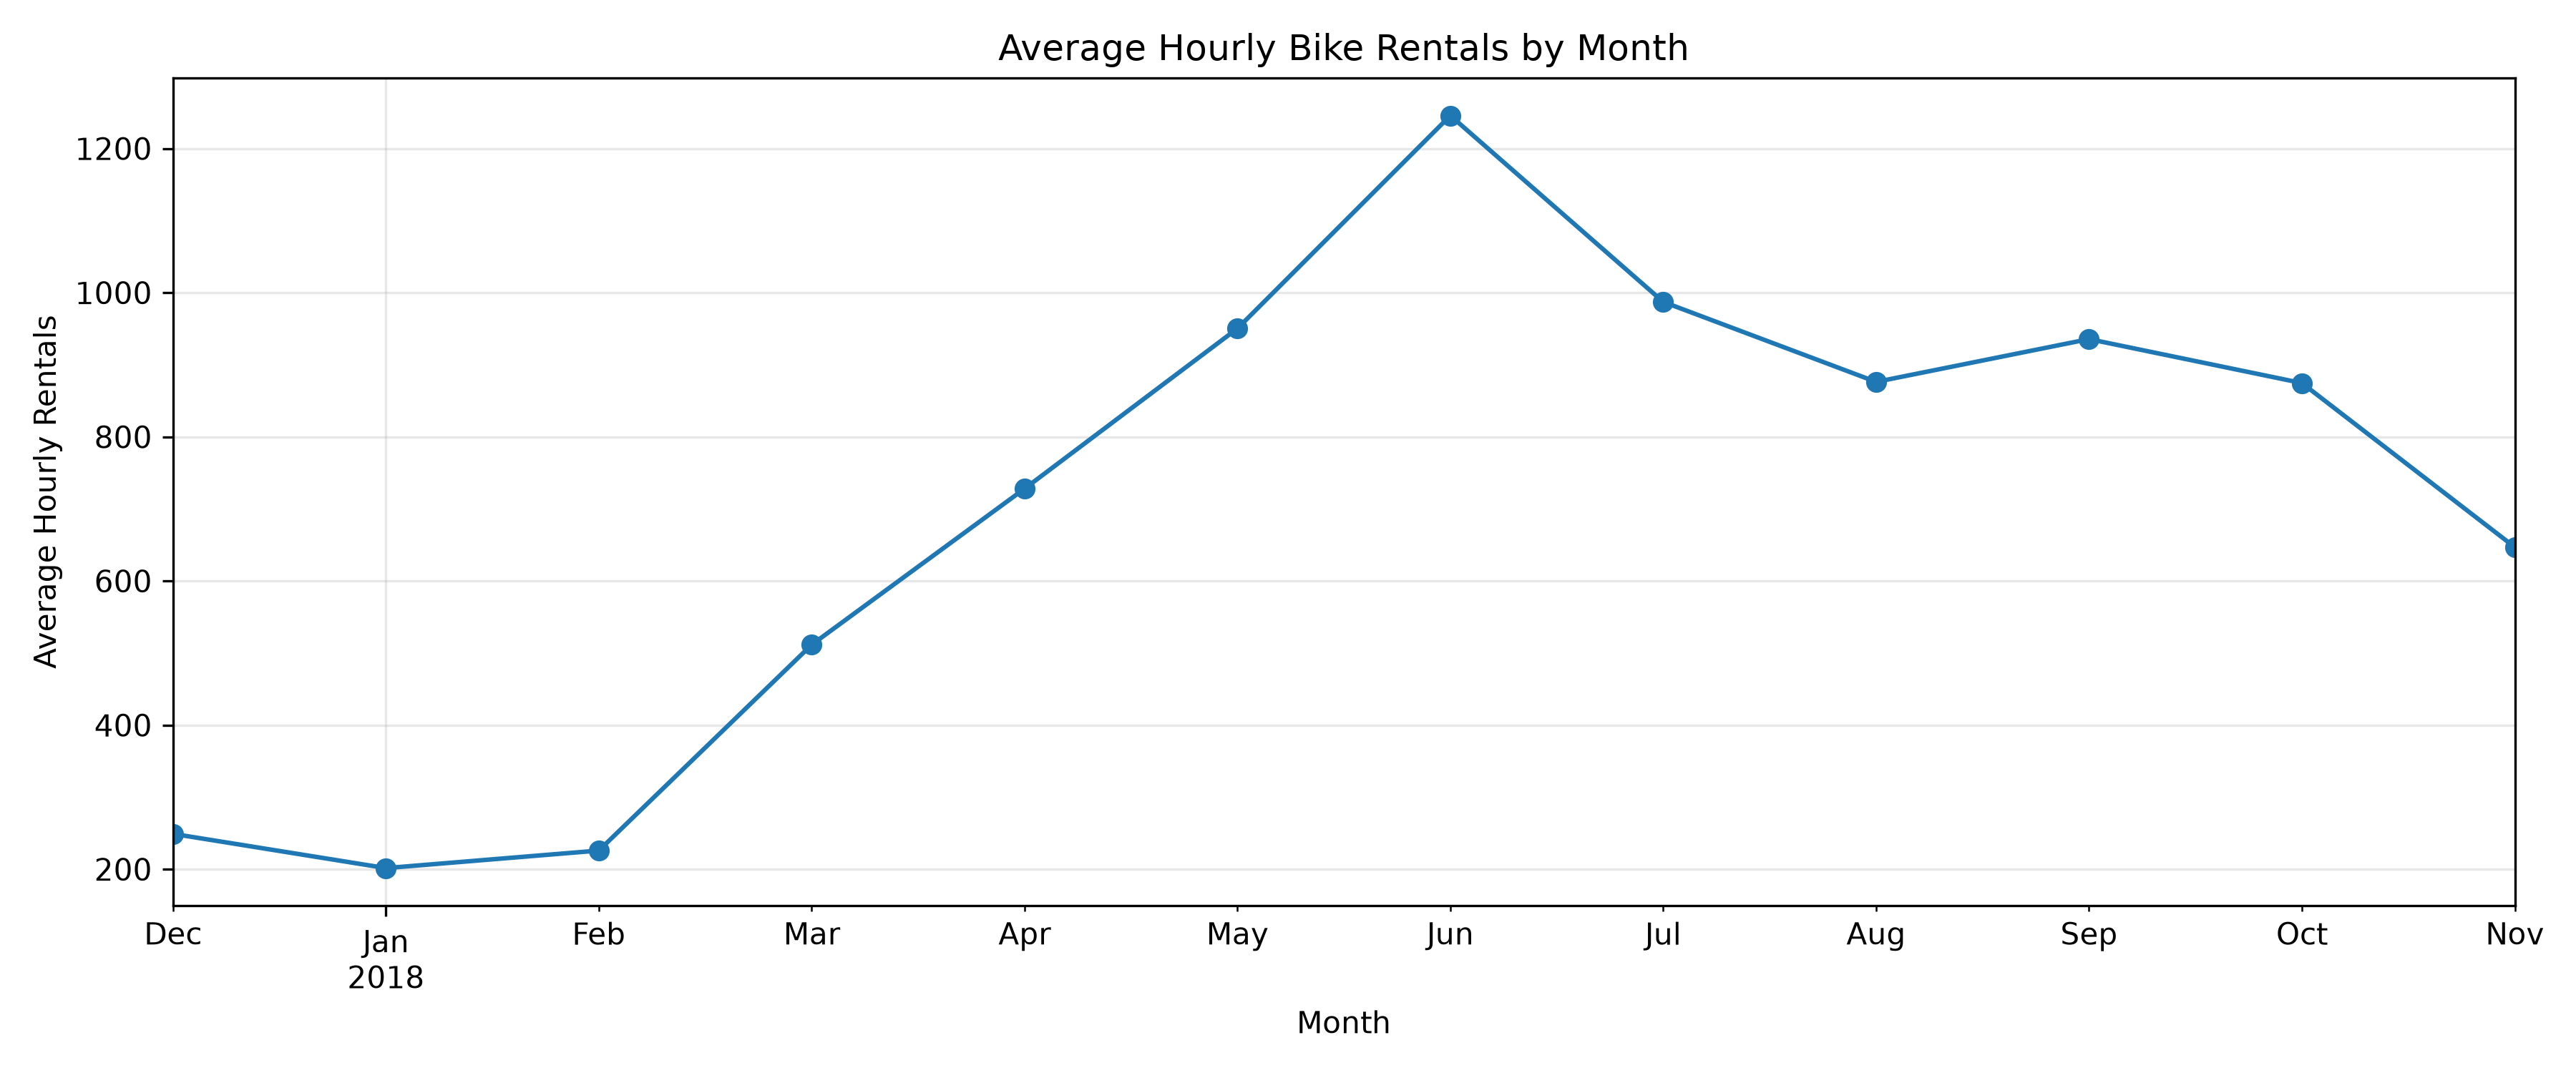 Average Hourly Bike Rentals by Month
Average Hourly Rentals
1200
1000
800
600
400
200
Dec Jan Feb Mar Apr May Jun Jul Aug Sep Oct Nov
2018
Month